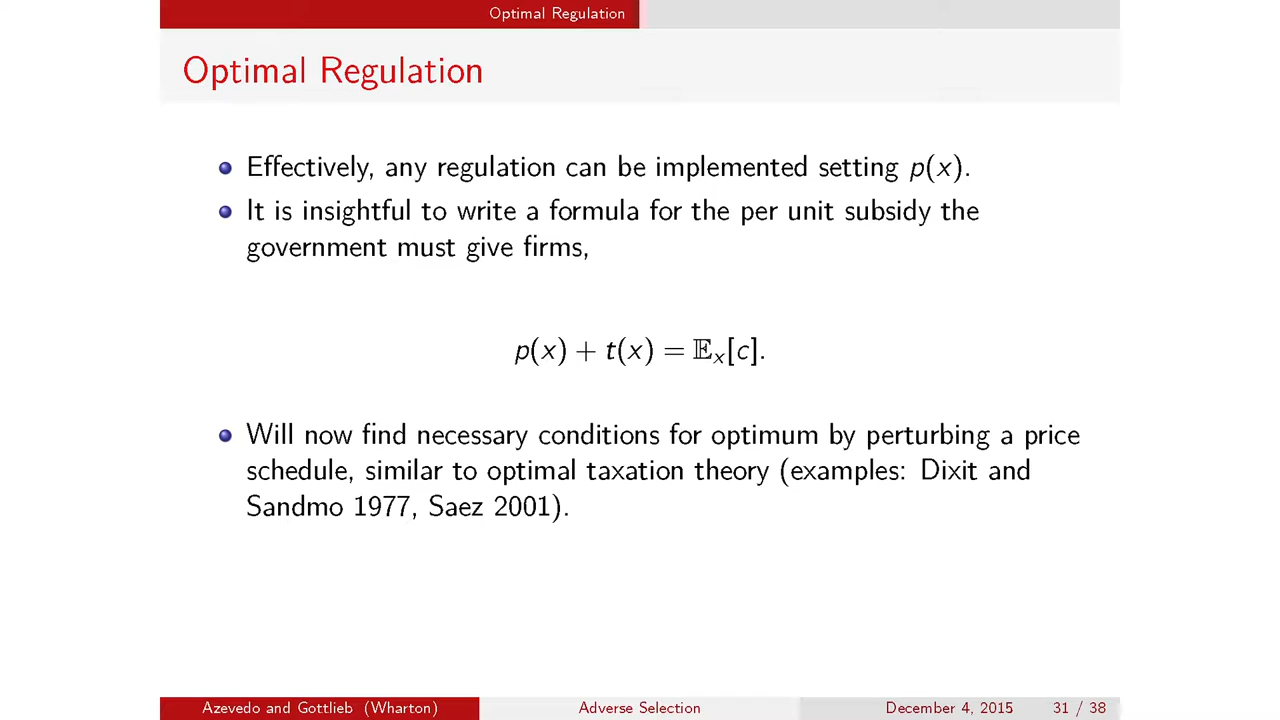 Optimal Regulation
Optimal Regulation
Effectively, any regulation can be implemented setting p(x).
It is insightful to write a formula for the per unit subsidy the
government must give firms,
p(x) + t(x) = 𝔼ₓ[c].
Will now find necessary conditions for optimum by perturbing a price
schedule, similar to optimal taxation theory (examples: Dixit and
Sandmo 1977, Saez 2001).
Azevedo and Gottlieb (Wharton) Adverse Selection December 4, 2015 31 / 38